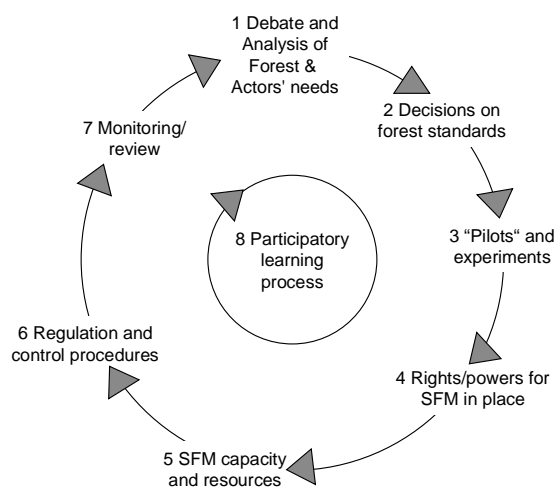 1 Debate and
Analysis of
Forest &
Actors' needs
2 Decisions on
forest standards
3 "Pilots“ and
experiments
4 Rights/powers for
SFM in place
5 SFM capacity
and resources
6 Regulation and
control procedures
7 Monitoring/
review
8 Participatory
learning
process